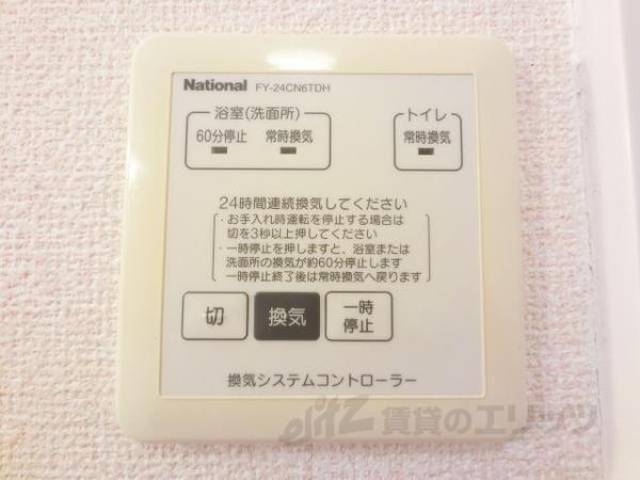 National FY-24CN6TDH
浴室(洗面所)
トイレ
60分停止 常時換気
常時換気
24時間連続換気してください
・お手入れ時運転を停止する場合は
切を3秒以上押してください
・一時停止を押しますと、浴室または
洗面所の換気が約60分停止します
一時停止終了後は常時換気へ戻ります
切
換気
一時
停止
換気システムコントローラー
elitz 賃貸のエリッツ